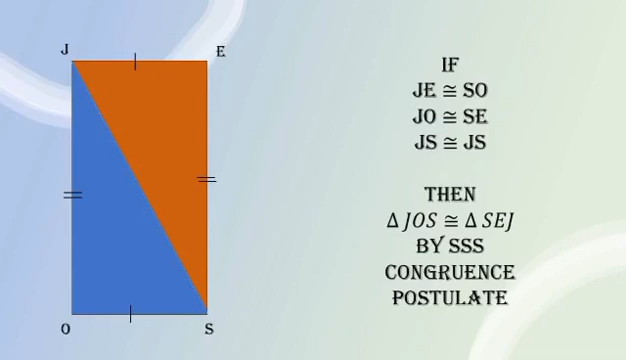 J
E
O
S
IF
JE ≅ SO
JO ≅ SE
JS ≅ JS
THEN
Δ JOS ≅ Δ SEJ
BY SSS
CONGRUENCE
POSTULATE